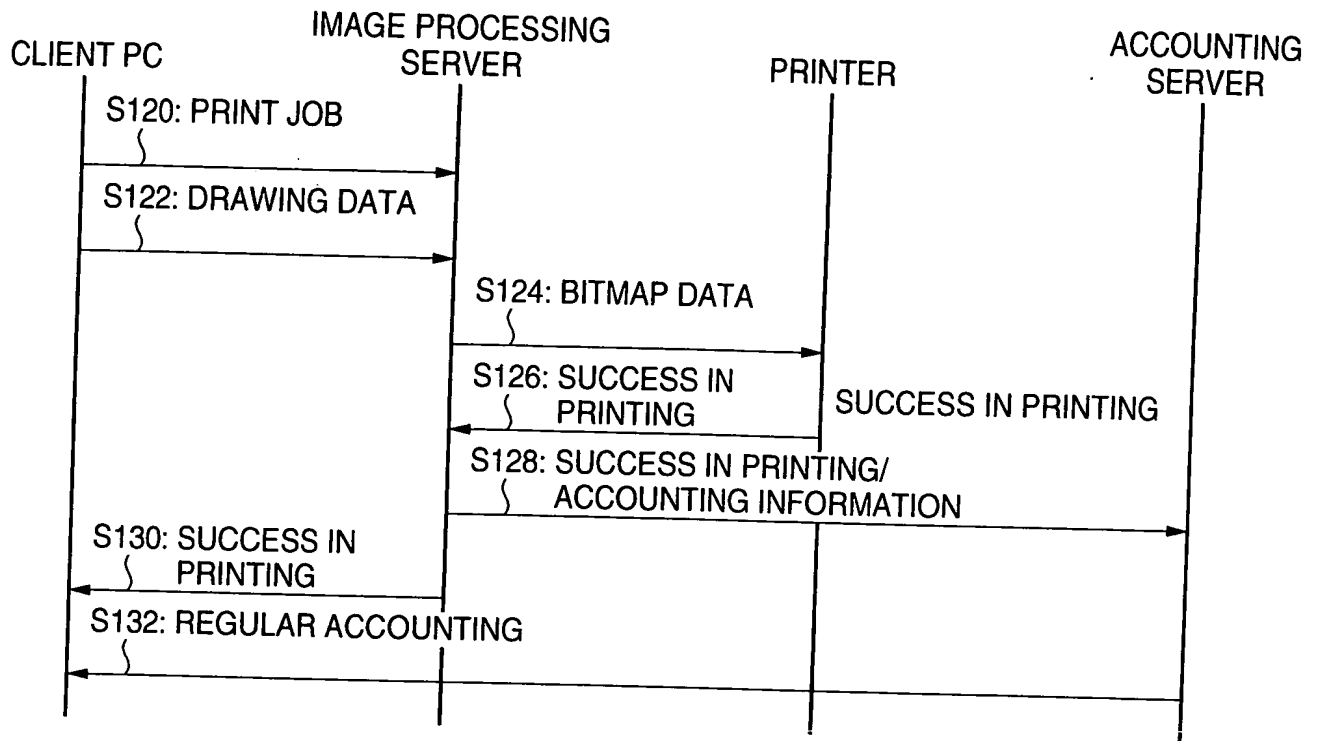 CLIENT PC
IMAGE PROCESSING
SERVER
PRINTER
ACCOUNTING
SERVER
S120: PRINT JOB
S122: DRAWING DATA
S124: BITMAP DATA
S126: SUCCESS IN
PRINTING
SUCCESS IN PRINTING
S128: SUCCESS IN PRINTING/
ACCOUNTING INFORMATION
S130: SUCCESS IN
PRINTING
S132: REGULAR ACCOUNTING